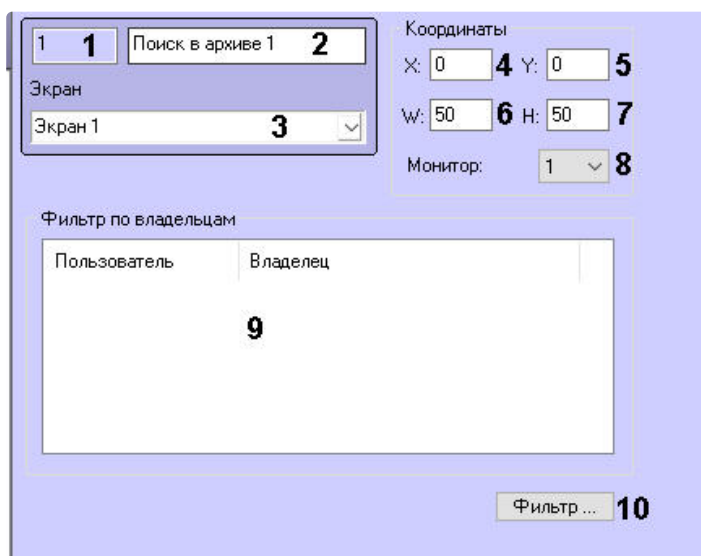 1 1 Поиск в архиве 1 2
Экран
Экран 1 3
Координаты
X: 0 4 Y: 0 5
W: 50 6 H: 50 7
Монитор: 1 8
Фильтр по владельцам
Пользователь Владелец
9
Фильтр ... 10